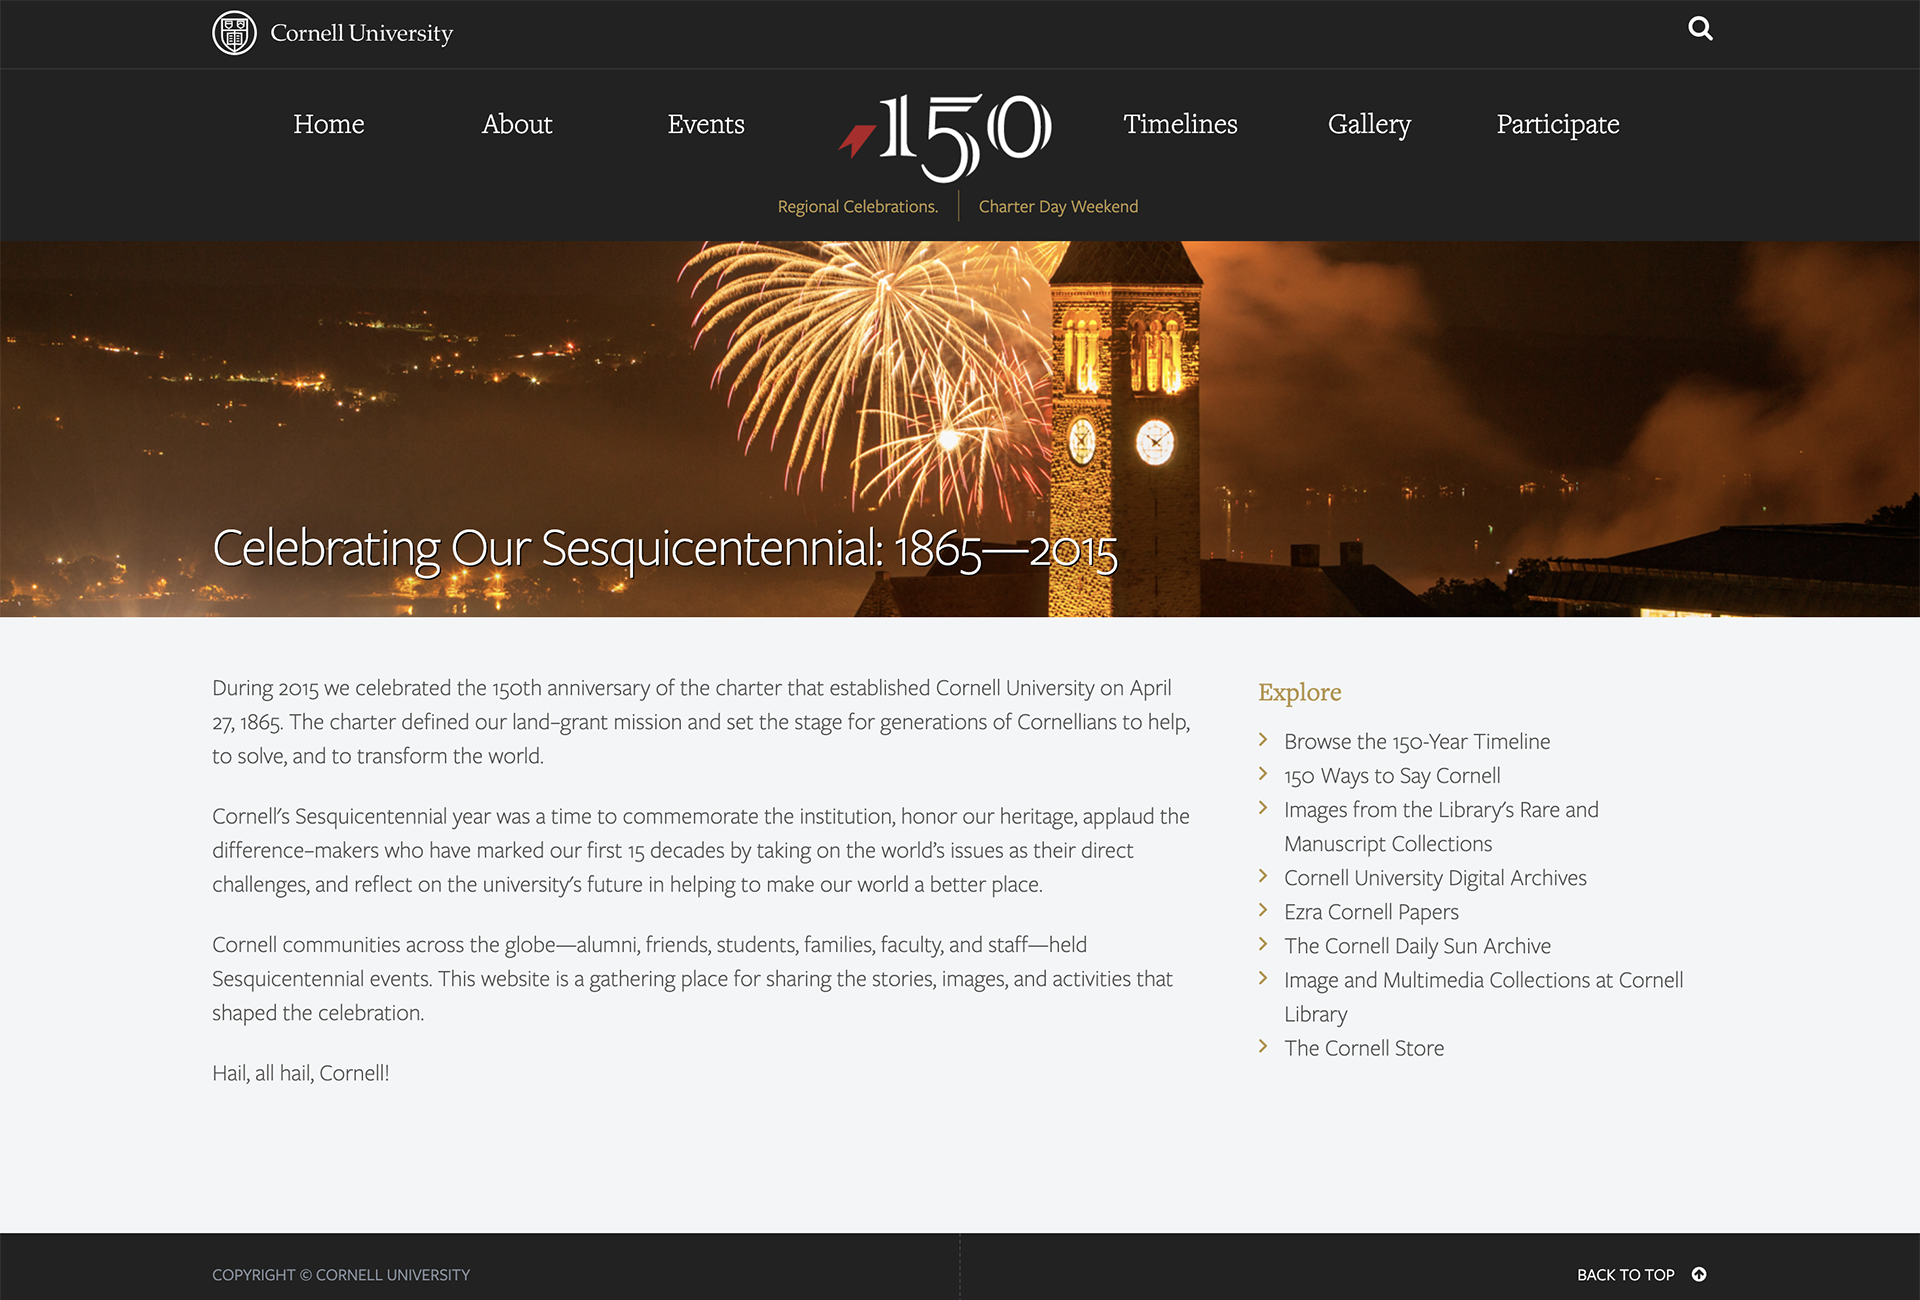 Cornell University
Home
About
Events
150
Timelines
Gallery
Participate
Regional Celebrations.
Charter Day Weekend
Celebrating Our Sesquicentennial: 1865—2015
During 2015 we celebrated the 150th anniversary of the charter that established Cornell University on April
27, 1865. The charter defined our land-grant mission and set the stage for generations of Cornellians to help,
to solve, and to transform the world.
Cornell's Sesquicentennial year was a time to commemorate the institution, honor our heritage, applaud the
difference-makers who have marked our first 15 decades by taking on the world's issues as their direct
challenges, and reflect on the university's future in helping to make our world a better place.
Cornell communities across the globe—alumni, friends, students, families, faculty, and staff—held
Sesquicentennial events. This website is a gathering place for sharing the stories, images, and activities that
shaped the celebration.
Hail, all hail, Cornell!
Explore
Browse the 150-Year Timeline
150 Ways to Say Cornell
Images from the Library's Rare and
Manuscript Collections
Cornell University Digital Archives
Ezra Cornell Papers
The Cornell Daily Sun Archive
Image and Multimedia Collections at Cornell
Library
The Cornell Store
COPYRIGHT © CORNELL UNIVERSITY
BACK TO TOP